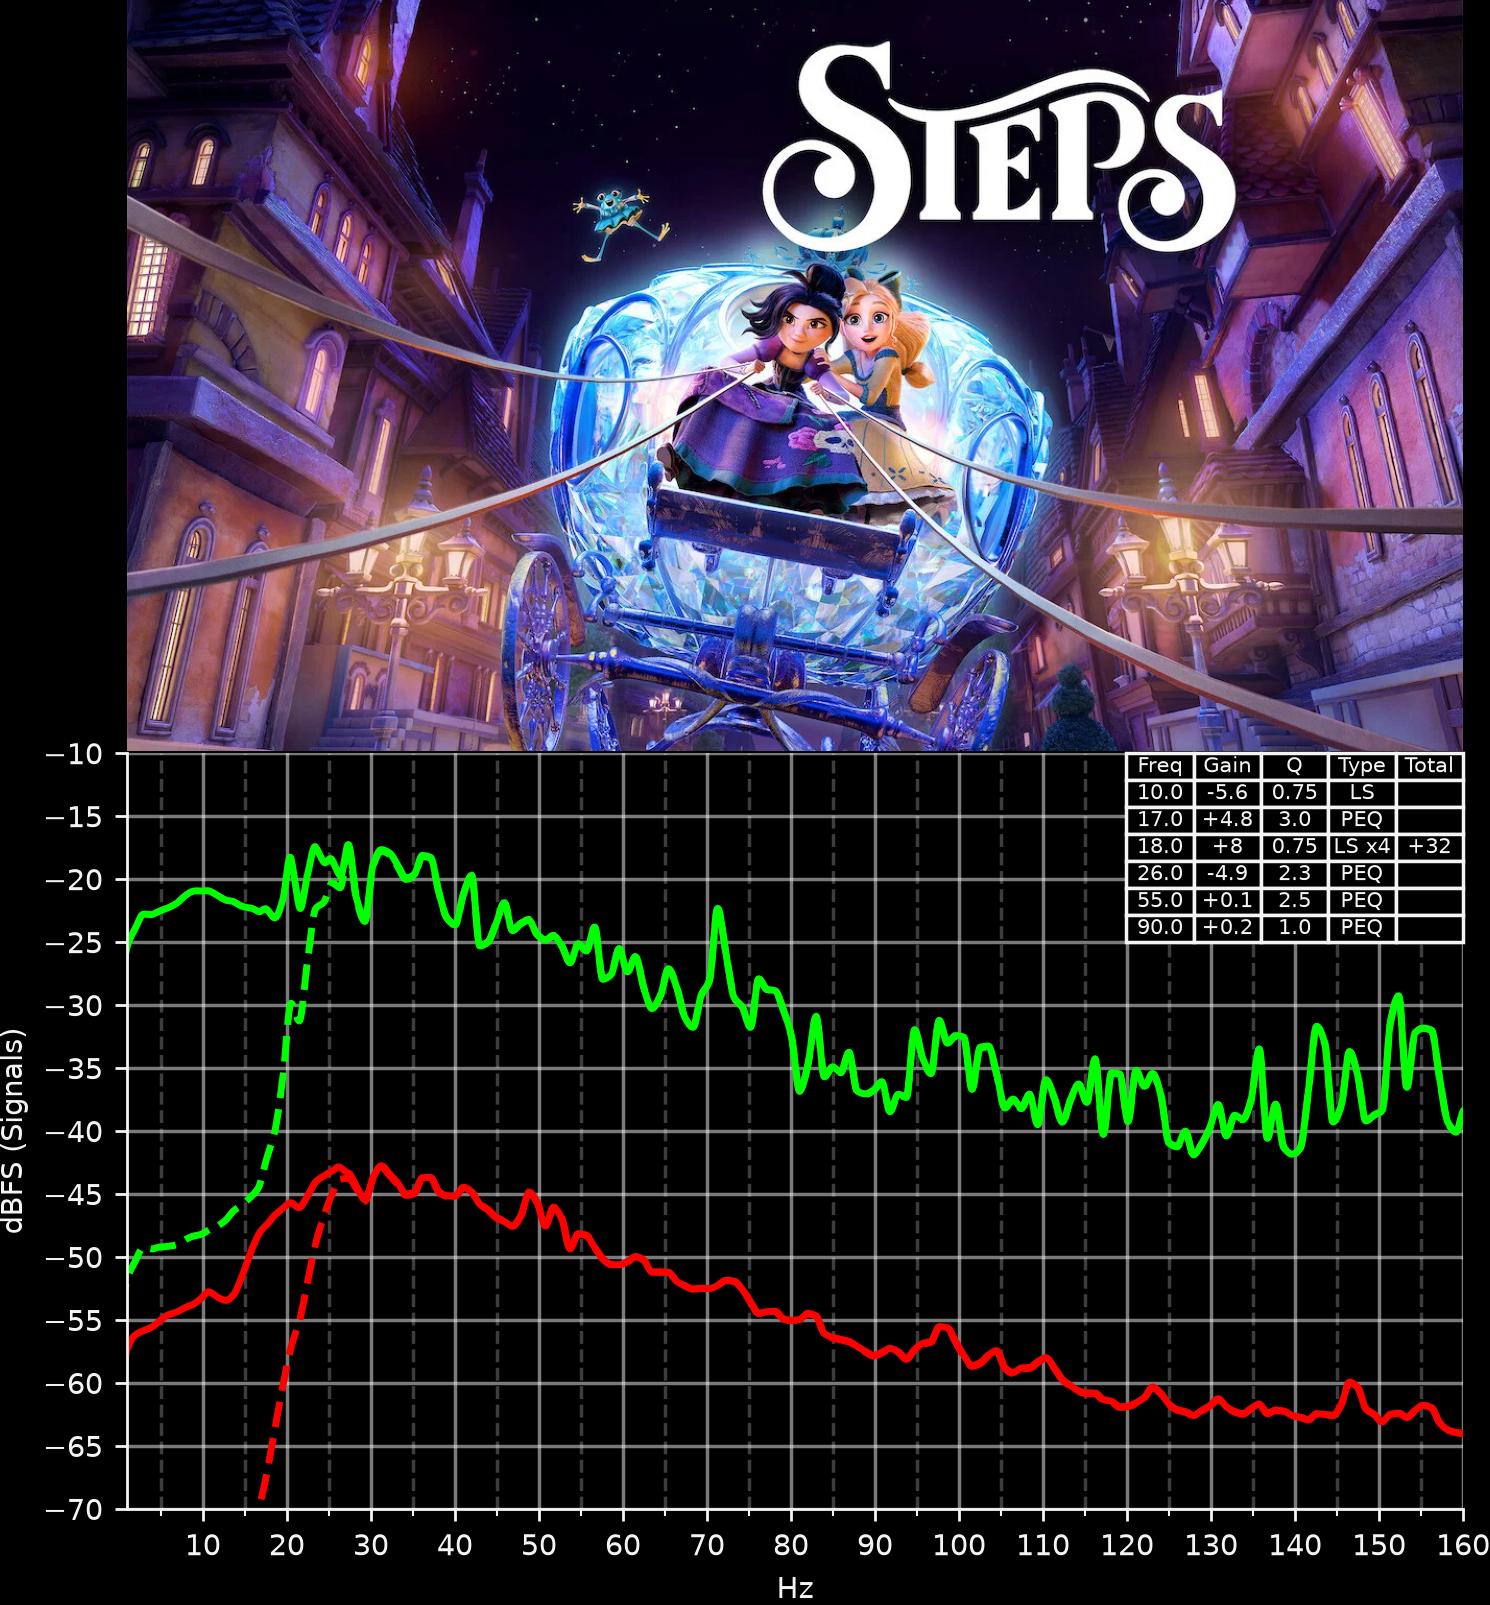 STEPS
Freq Gain Q Type Total
10.0 -5.6 0.75 LS
17.0 +4.8 3.0 PEQ
18.0 +8 0.75 LS x4 +32
26.0 -4.9 2.3 PEQ
55.0 +0.1 2.5 PEQ
90.0 +0.2 1.0 PEQ
−10
−15
−20
−25
−30
−35
−40
−45
−50
−55
−60
−65
−70
dBFS (Signals)
10 20 30 40 50 60 70 80 90 100 110 120 130 140 150 160
Hz